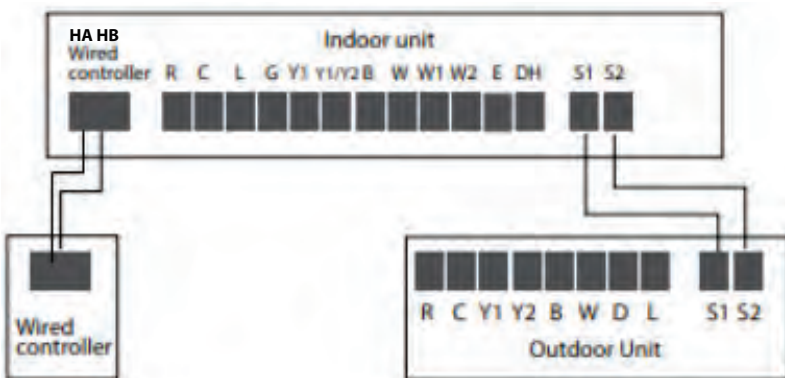 HA HB
Indoor unit
Wired
controller
R C L G Y1 Y1/Y2 B W W1 W2 E DH S1 S2
R C Y1 Y2 B W D L S1 S2
Outdoor Unit
Wired
controller